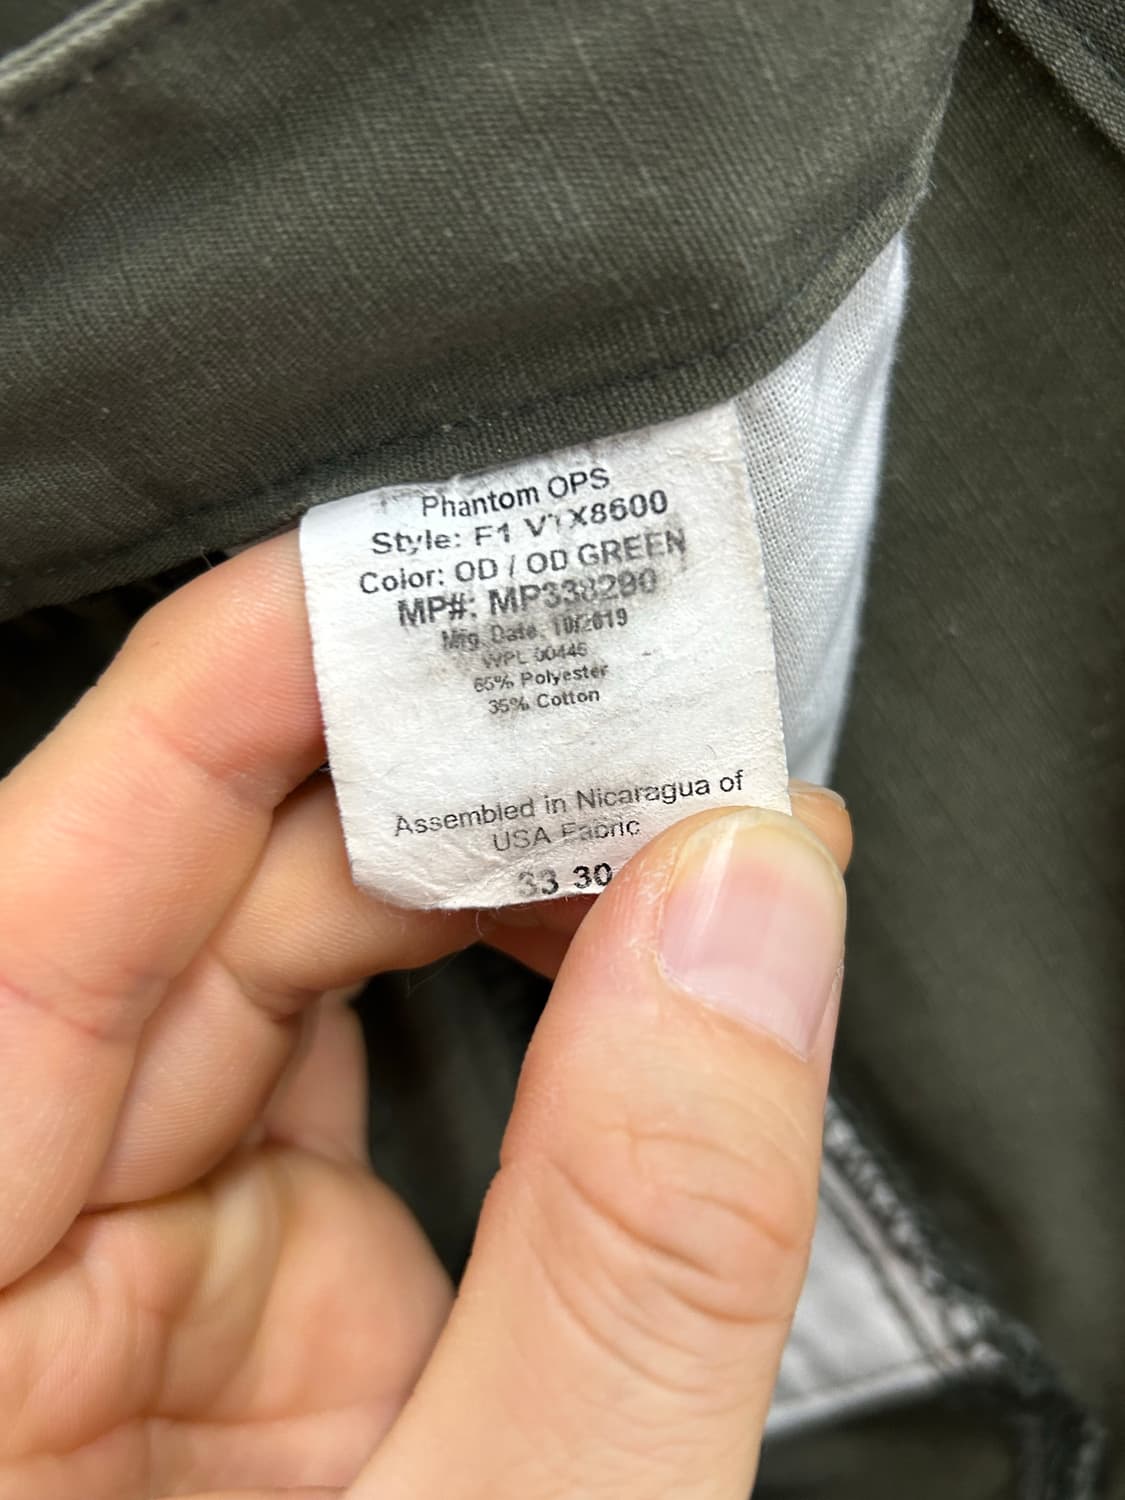 Phantom OPS
Style: F1 VTX8600
Color: OD / OD GREEN
MP#: MP338290
Mfg Date: 10/2019
WPL 00446
65% Polyester
35% Cotton
Assembled in Nicaragua of
USA Fabric
33 30